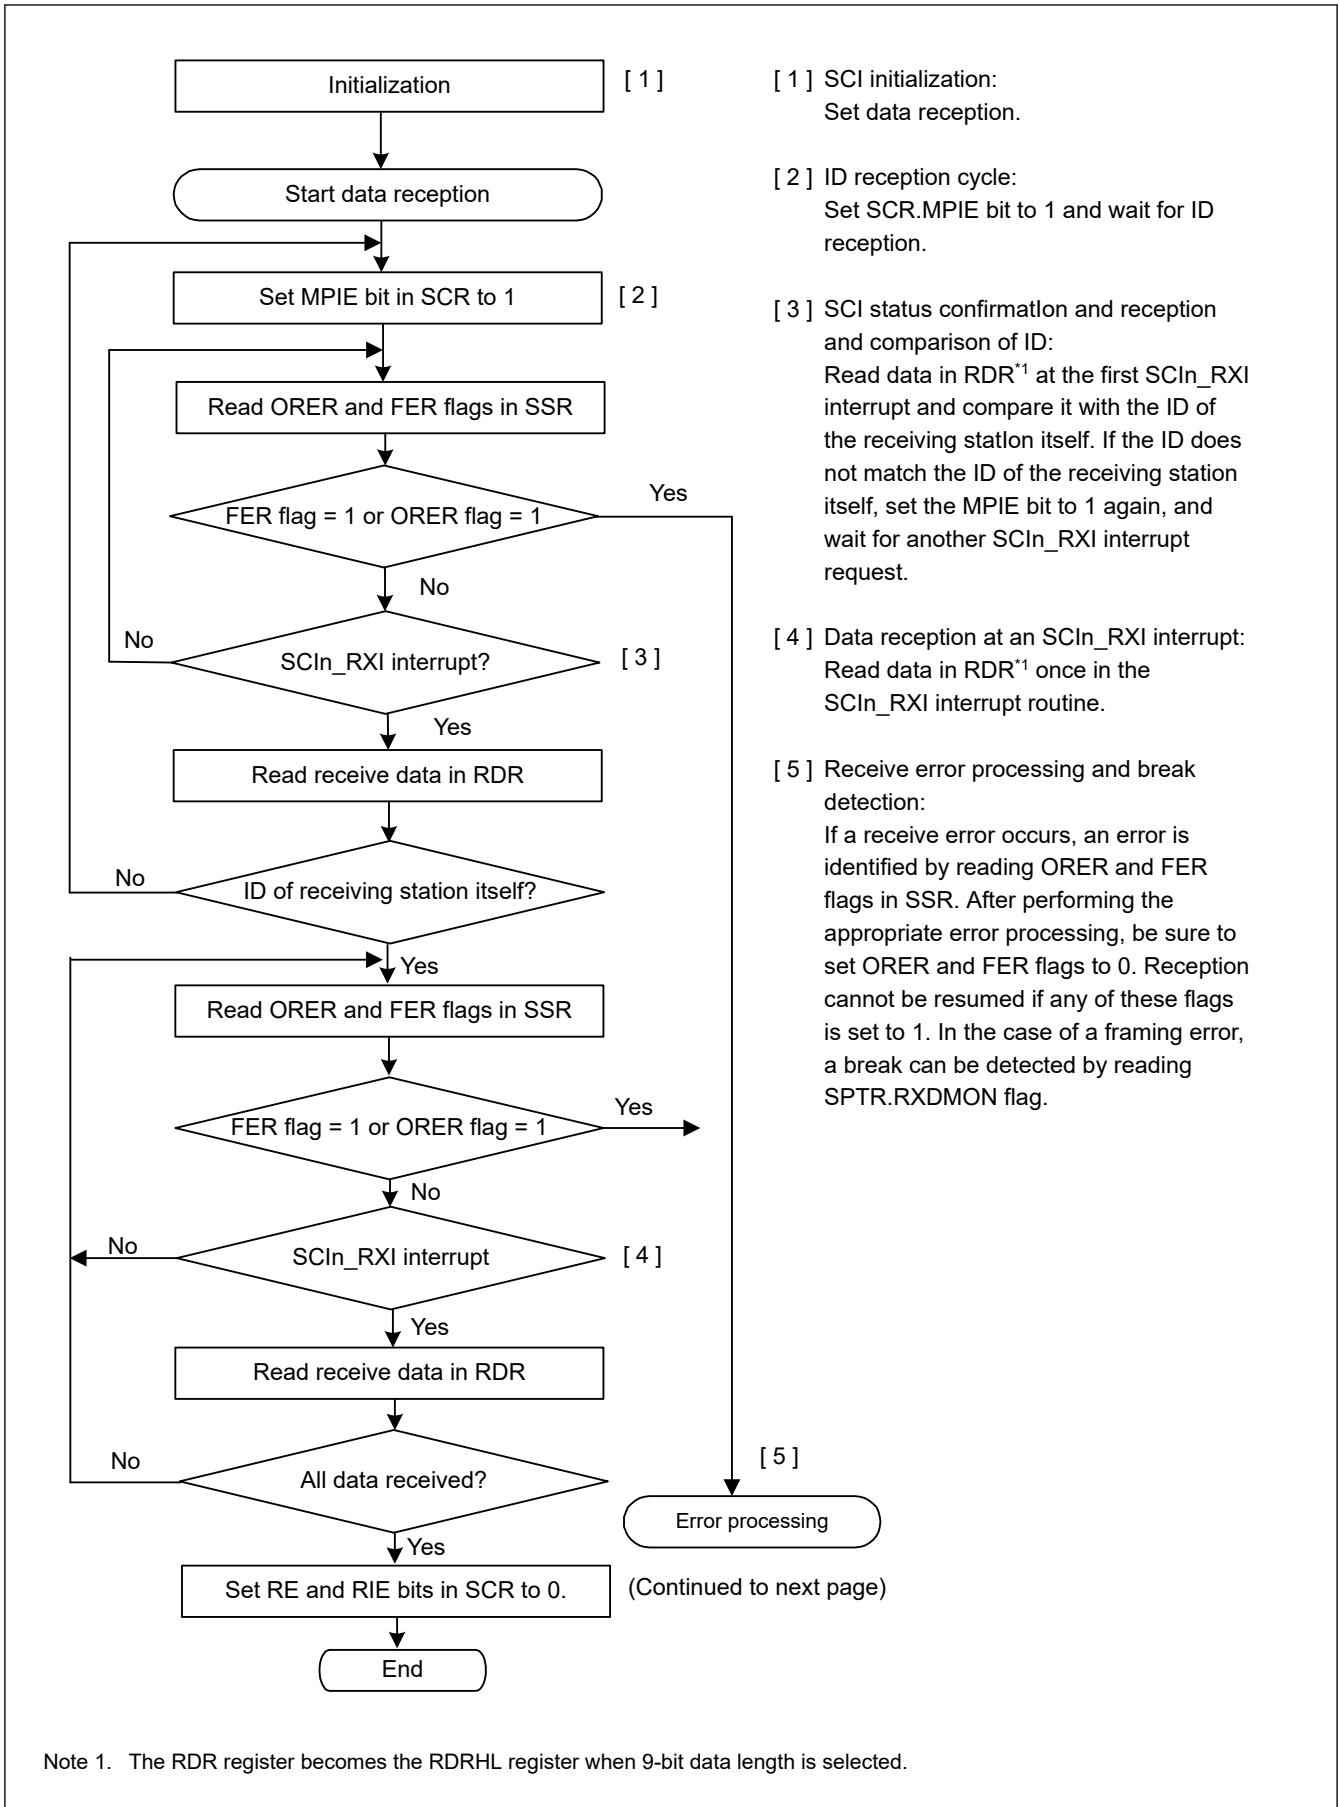 Initialization
[ 1 ]
Start data reception
Set MPIE bit in SCR to 1
[ 2 ]
Read ORER and FER flags in SSR
FER flag = 1 or ORER flag = 1
Yes
No
SCIn_RXI interrupt?
[ 3 ]
No
Yes
Read receive data in RDR
ID of receiving station itself?
No
Yes
Read ORER and FER flags in SSR
FER flag = 1 or ORER flag = 1
Yes
No
SCIn_RXI interrupt
[ 4 ]
No
Yes
Read receive data in RDR
All data received?
No
Yes
[ 5 ]
Error processing
Set RE and RIE bits in SCR to 0.
(Continued to next page)
End
[ 1 ] SCI initialization:
Set data reception.
[ 2 ] ID reception cycle:
Set SCR.MPIE bit to 1 and wait for ID
reception.
[ 3 ] SCI status confirmatIon and reception
and comparison of ID:
Read data in RDR*1 at the first SCIn_RXI
interrupt and compare it with the ID of
the receiving statIon itself. If the ID does
not match the ID of the receiving station
itself, set the MPIE bit to 1 again, and
wait for another SCIn_RXI interrupt
request.
[ 4 ] Data reception at an SCIn_RXI interrupt:
Read data in RDR*1 once in the
SCIn_RXI interrupt routine.
[ 5 ] Receive error processing and break
detection:
If a receive error occurs, an error is
identified by reading ORER and FER
flags in SSR. After performing the
appropriate error processing, be sure to
set ORER and FER flags to 0. Reception
cannot be resumed if any of these flags
is set to 1. In the case of a framing error,
a break can be detected by reading
SPTR.RXDMON flag.
Note 1. The RDR register becomes the RDRHL register when 9-bit data length is selected.